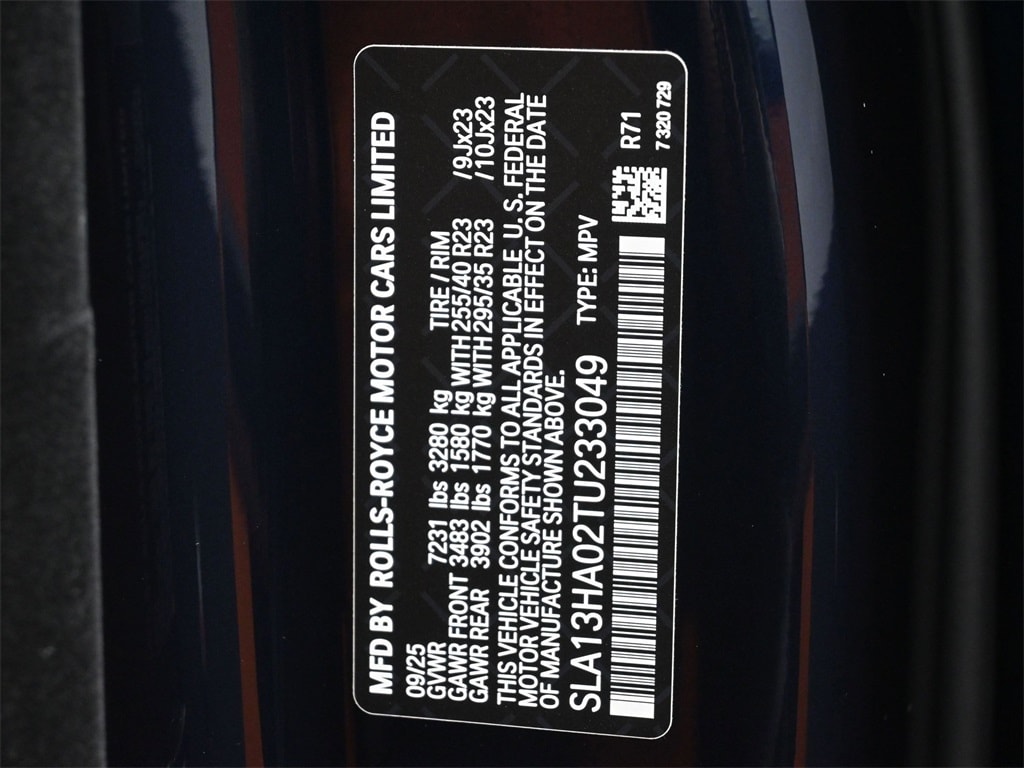 MFD BY ROLLS-ROYCE MOTOR CARS LIMITED
09/25
GVWR 7231 lbs 3280 kg TIRE / RIM
GAWR FRONT 3483 lbs 1580 kg WITH 255/40 R23 /9Jx23
GAWR REAR 3902 lbs 1770 kg WITH 295/35 R23 /10Jx23
THIS VEHICLE CONFORMS TO ALL APPLICABLE U. S. FEDERAL
MOTOR VEHICLE SAFETY STANDARDS IN EFFECT ON THE DATE
OF MANUFACTURE SHOWN ABOVE.
SLA13HA02TU233049 TYPE: MPV
R71
7320 729